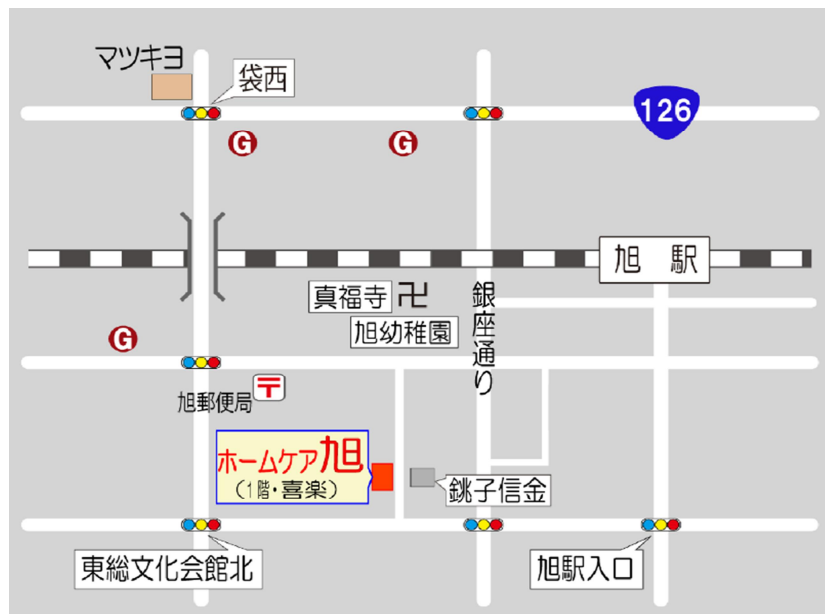 マツキヨ
袋西
126
G
G
旭 駅
真福寺
卍
旭幼稚園
銀座通り
G
旭郵便局
〒
ホームケア旭
(1階・喜楽)
銚子信金
東総文化会館北
旭駅入口